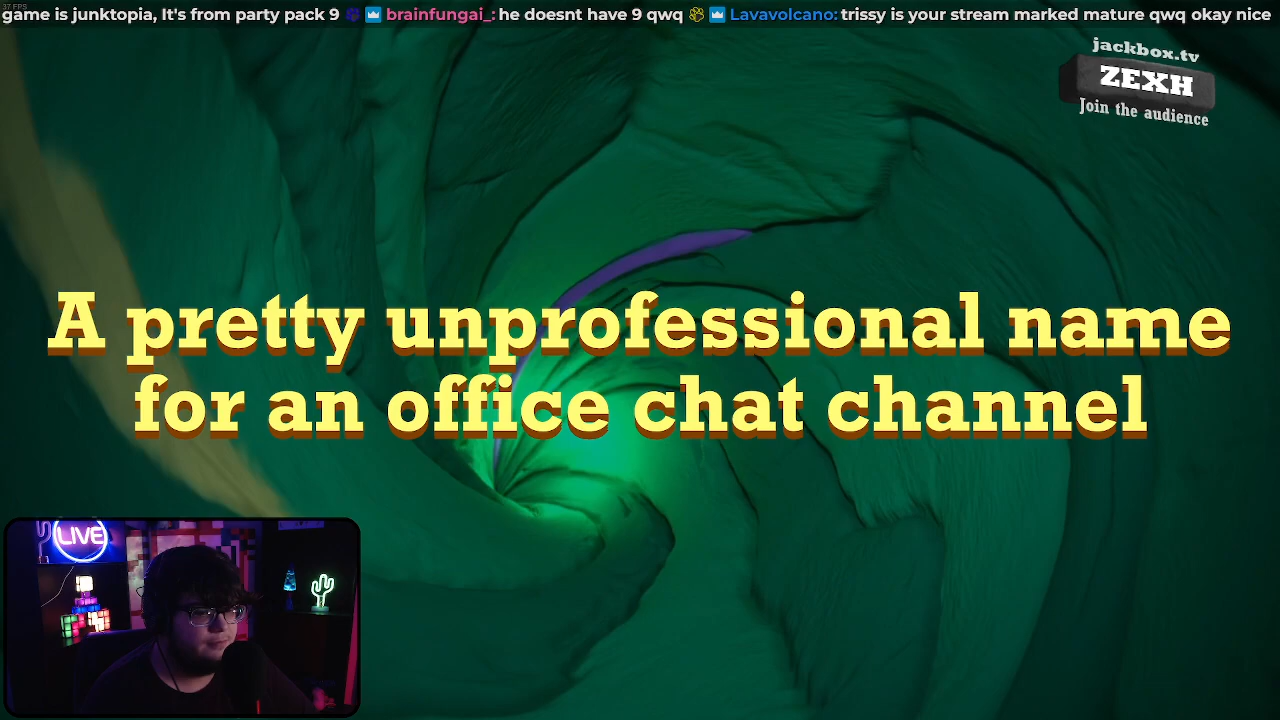 37 FPS
game is junktopia, It's from party pack 9 brainfungai_: he doesnt have 9 qwq Lavavolcano: trissy is your stream marked mature qwq okay nice
jackbox.tv
ZEXH
Join the audience
A pretty unprofessional name
for an office chat channel
LIVE